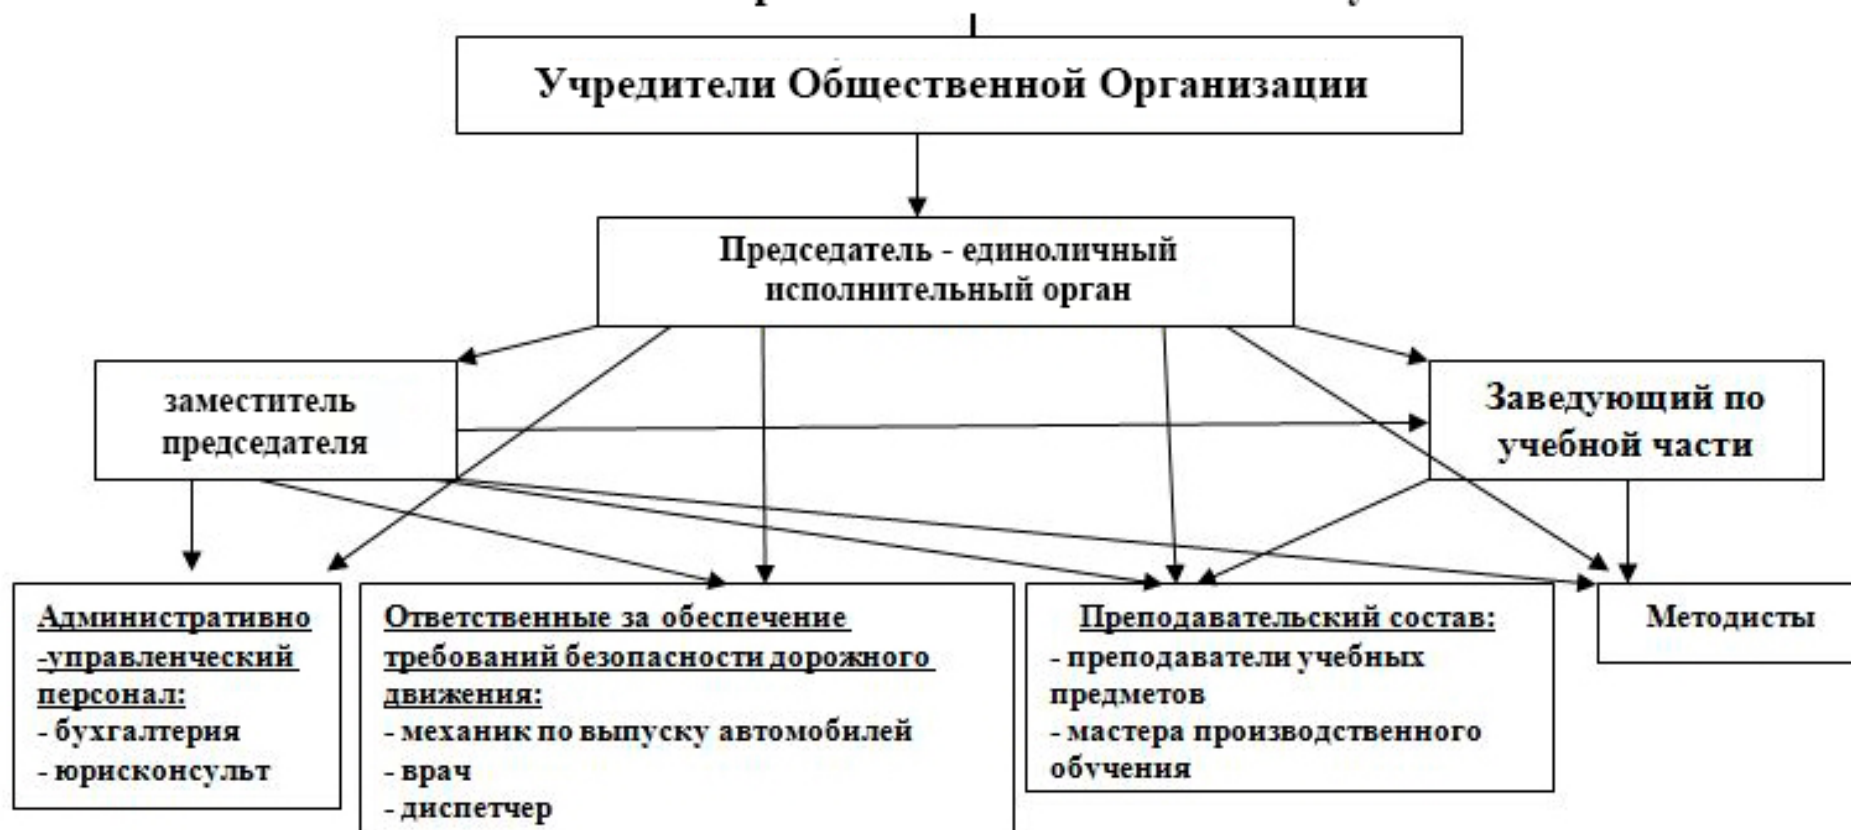 Учредители Общественной Организации
Председатель - единоличный
исполнительный орган
заместитель
председателя
Заведующий по
учебной части
Административно
-управленческий
персонал:
- бухгалтерия
- юрисконсульт
Ответственные за обеспечение
требований безопасности дорожного
движения:
- механик по выпуску автомобилей
- врач
- диспетчер
Преподавательский состав:
- преподаватели учебных
предметов
- мастера производственного
обучения
Методисты